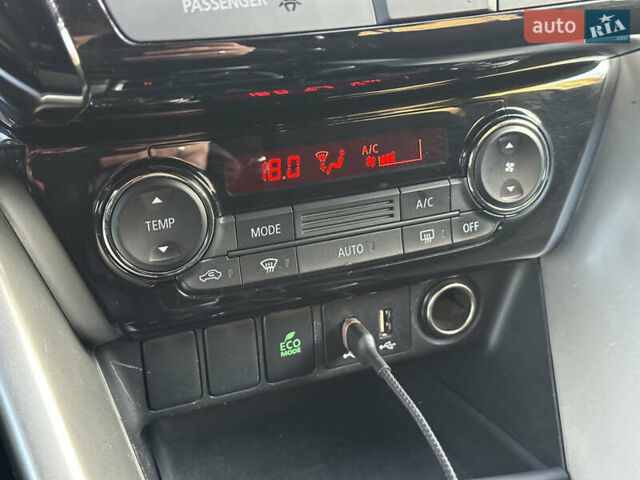 PASSENGER
auto RIA
.com
A/C
18.0
TEMP
MODE
A/C
AUTO
OFF
ECO
MODE